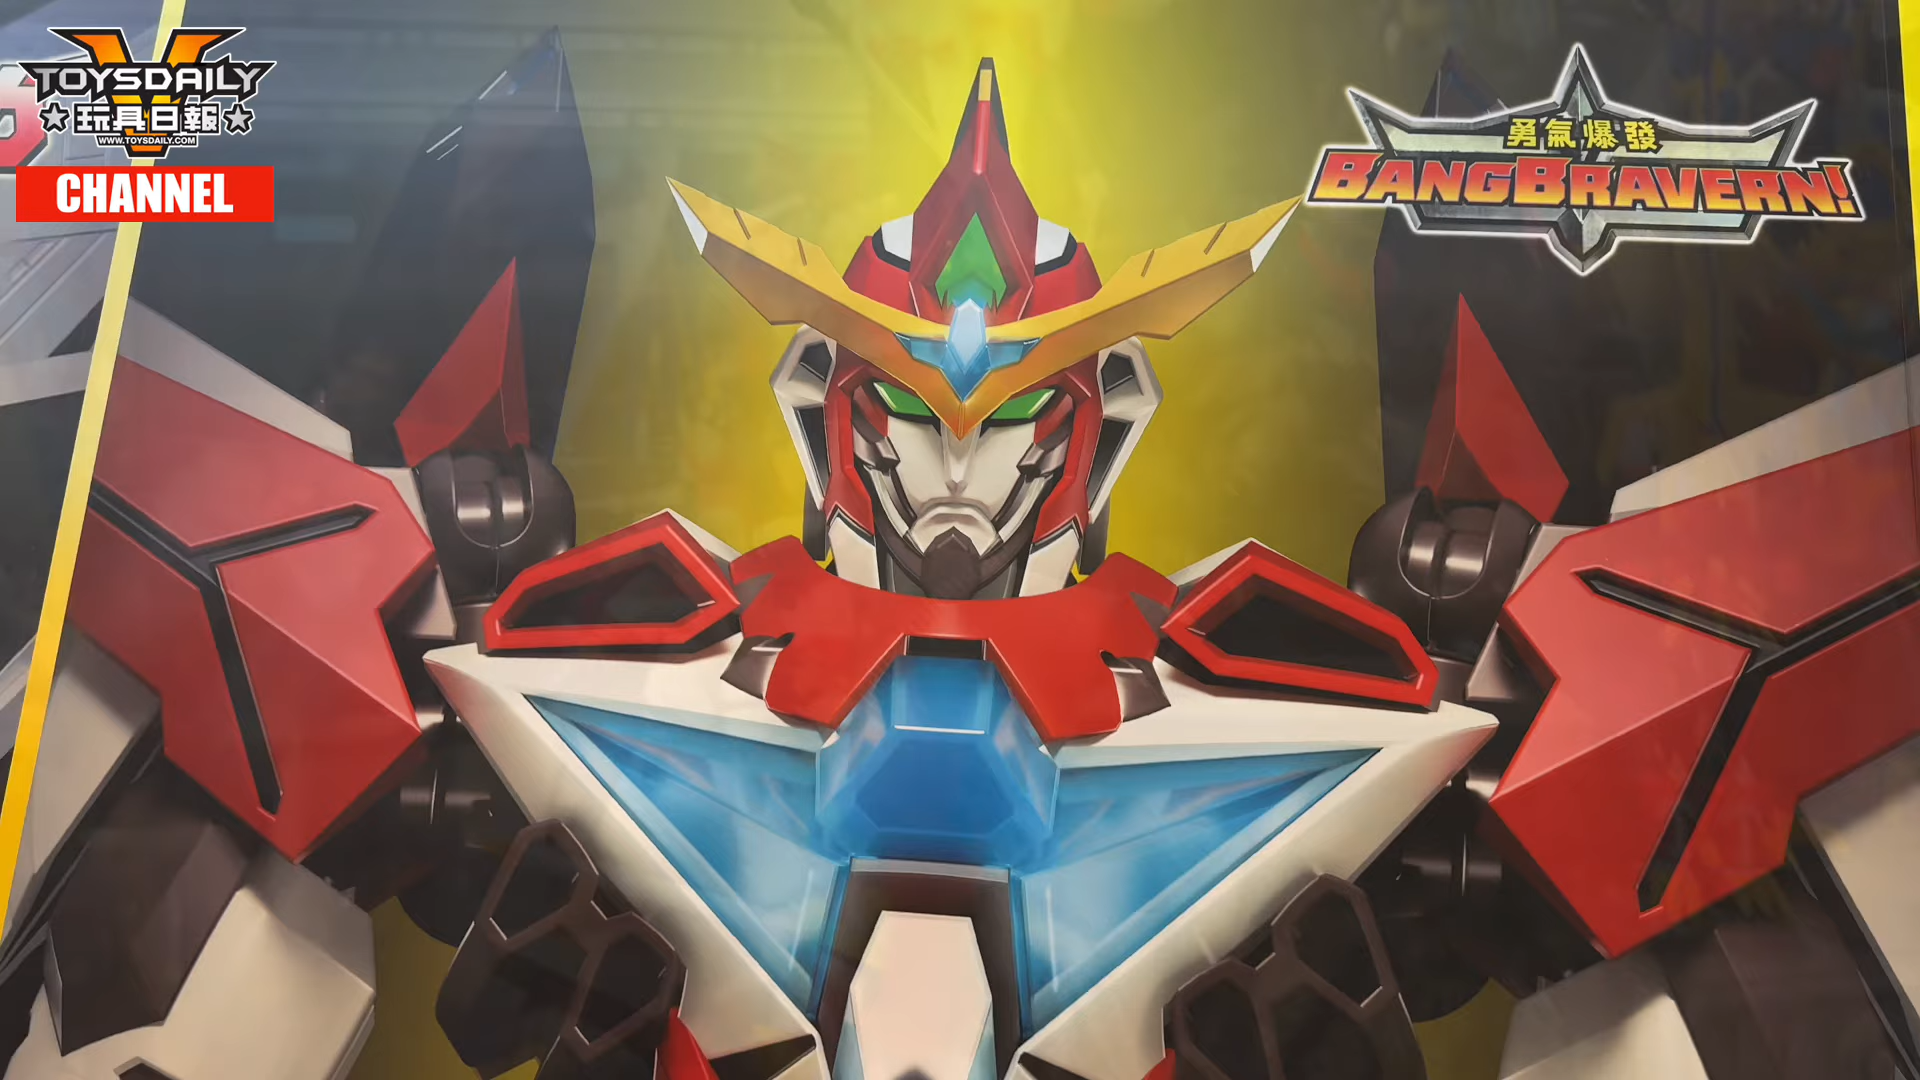 TOYSDAILY
玩具日報
WWW.TOYSDAILY.COM
CHANNEL
勇氣爆發
BANGBRAVERN!